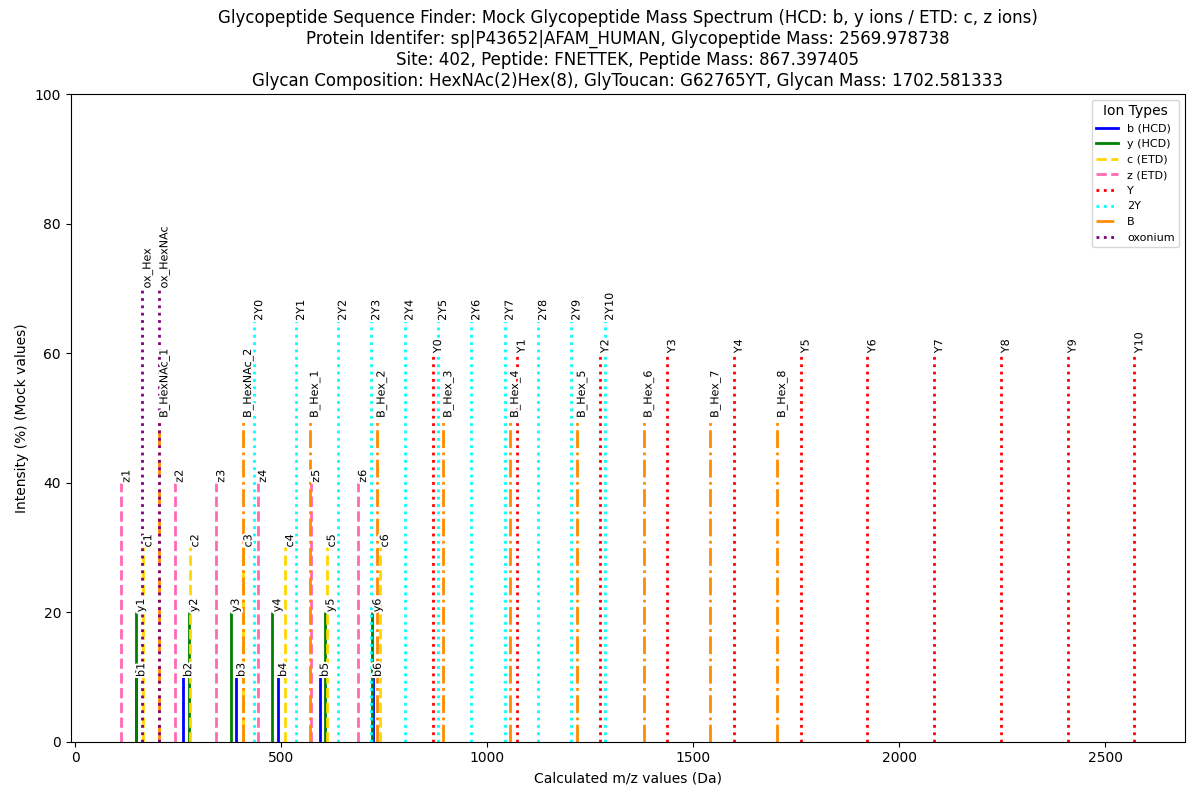 Glycopeptide Sequence Finder: Mock Glycopeptide Mass Spectrum (HCD: b, y ions / ETD: c, z ions)
Protein Identifer: sp|P43652|AFAM_HUMAN, Glycopeptide Mass: 2569.978738
Site: 402, Peptide: FNETTEK, Peptide Mass: 867.397405
Glycan Composition: HexNAc(2)Hex(8), GlyToucan: G62765YT, Glycan Mass: 1702.581333
Intensity (%) (Mock values)
100
80
60
40
20
0
Ion Types
b (HCD)
y (HCD)
c (ETD)
z (ETD)
Y
2Y
B
oxonium
ox_Hex
ox_HexNAc
2Y0
2Y1
2Y2
2Y3
2Y4
2Y5
2Y6
2Y7
2Y8
2Y9
2Y10
Y0
Y1
Y2
Y3
Y4
Y5
Y6
Y7
Y8
Y9
Y10
B_HexNAc_1
B_HexNAc_2
B_Hex_1
B_Hex_2
B_Hex_3
B_Hex_4
B_Hex_5
B_Hex_6
B_Hex_7
B_Hex_8
z1
z2
z3
z4
z5
z6
c1
c2
c3
c4
c5
c6
y1
y2
y3
y4
y5
y6
b1
b2
b3
b4
b5
b6
0
500
1000
1500
2000
2500
Calculated m/z values (Da)